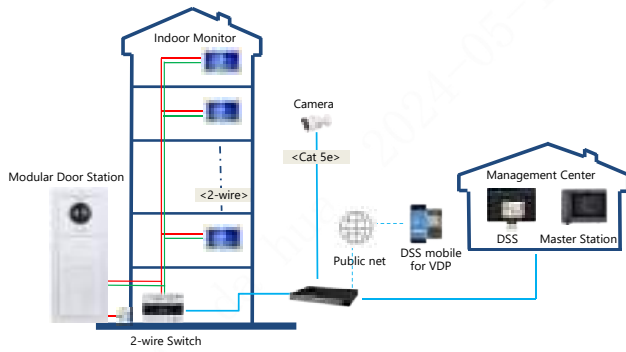 Indoor Monitor
Camera
<Cat 5e>
Modular Door Station
<2-wire>
Management Center
DSS
Master Station
Public net
DSS mobile
for VDP
2-wire Switch